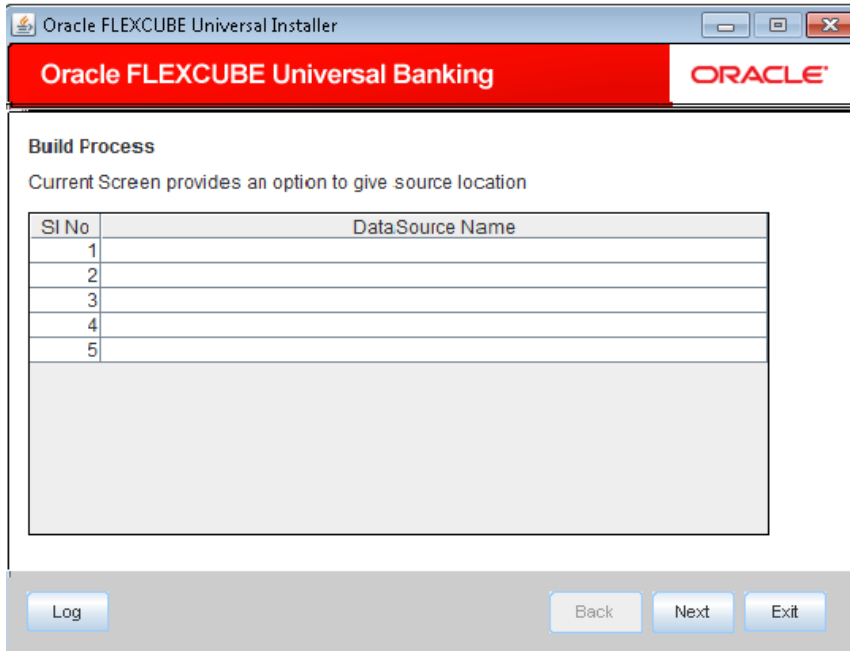 Oracle FLEXCUBE Universal Installer
Oracle FLEXCUBE Universal Banking
ORACLE
Build Process
Current Screen provides an option to give source location
SI No DataSource Name
1
2
3
4
5
Log Back Next Exit